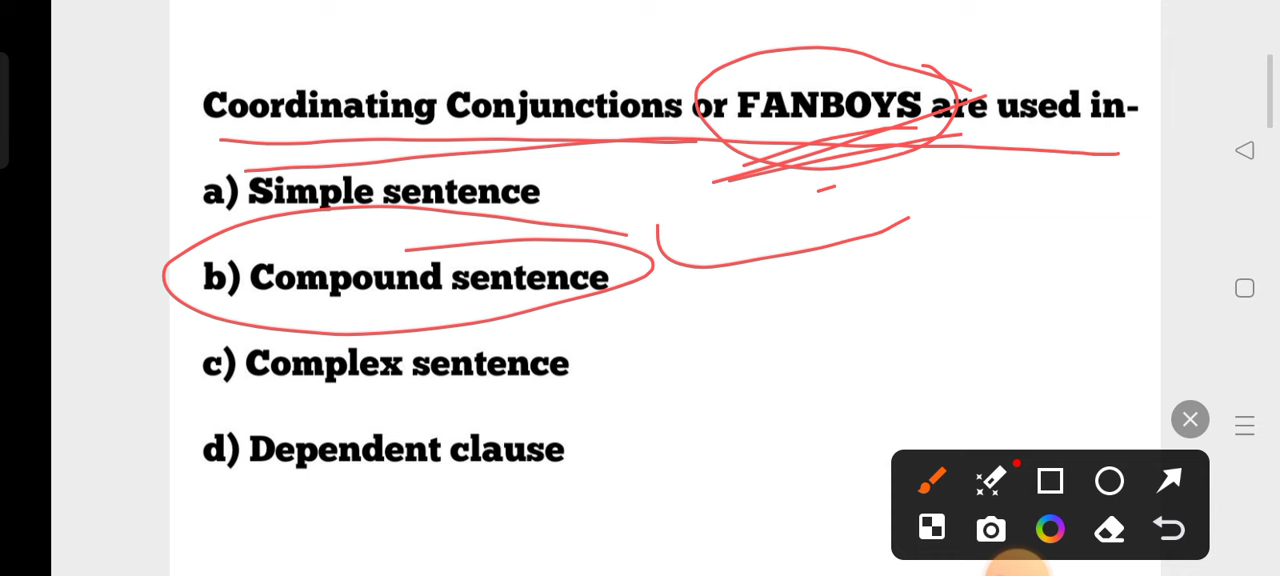 Coordinating Conjunctions or FANBOYS are used in-
a) Simple sentence
b) Compound sentence
c) Complex sentence
d) Dependent clause